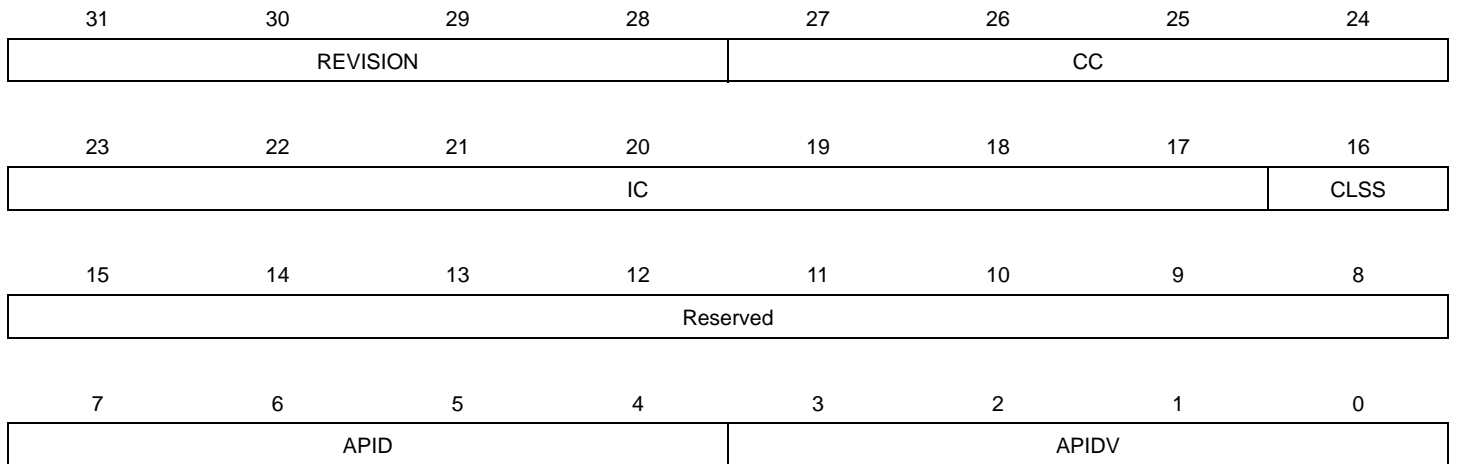 31 30 29 28 27 26 25 24
REVISION CC
23 22 21 20 19 18 17 16
IC CLSS
15 14 13 12 11 10 9 8
Reserved
7 6 5 4 3 2 1 0
APID APIDV